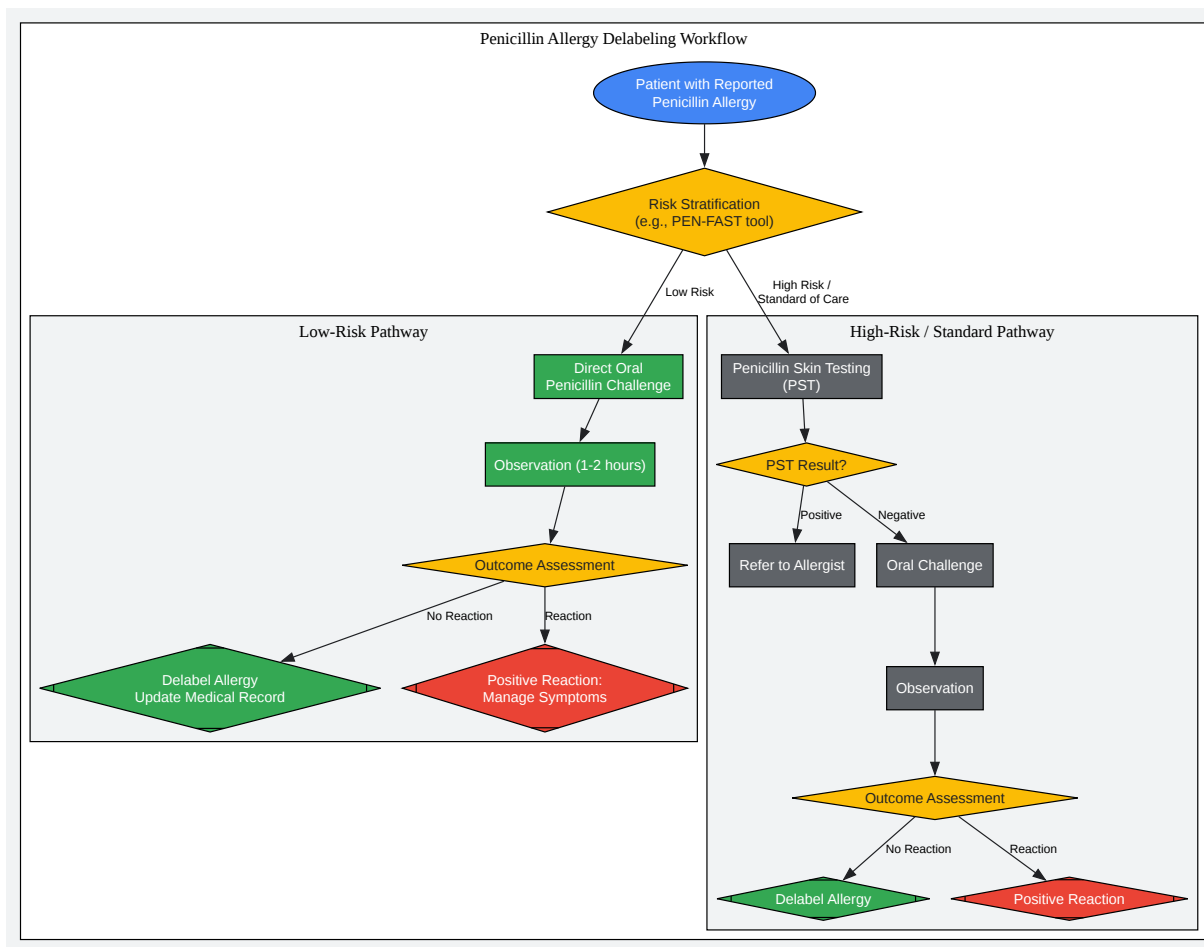 Penicillin Allergy Delabeling Workflow
Patient with Reported
Penicillin Allergy
Risk Stratification
(e.g., PEN-FAST tool)
Low Risk
High Risk /
Standard of Care
Low-Risk Pathway
Direct Oral
Penicillin Challenge
Observation (1-2 hours)
Outcome Assessment
No Reaction
Reaction
Delabel Allergy
Update Medical Record
Positive Reaction:
Manage Symptoms
High-Risk / Standard Pathway
Penicillin Skin Testing
(PST)
PST Result?
Positive
Negative
Refer to Allergist
Oral Challenge
Observation
Outcome Assessment
No Reaction
Reaction
Delabel Allergy
Positive Reaction